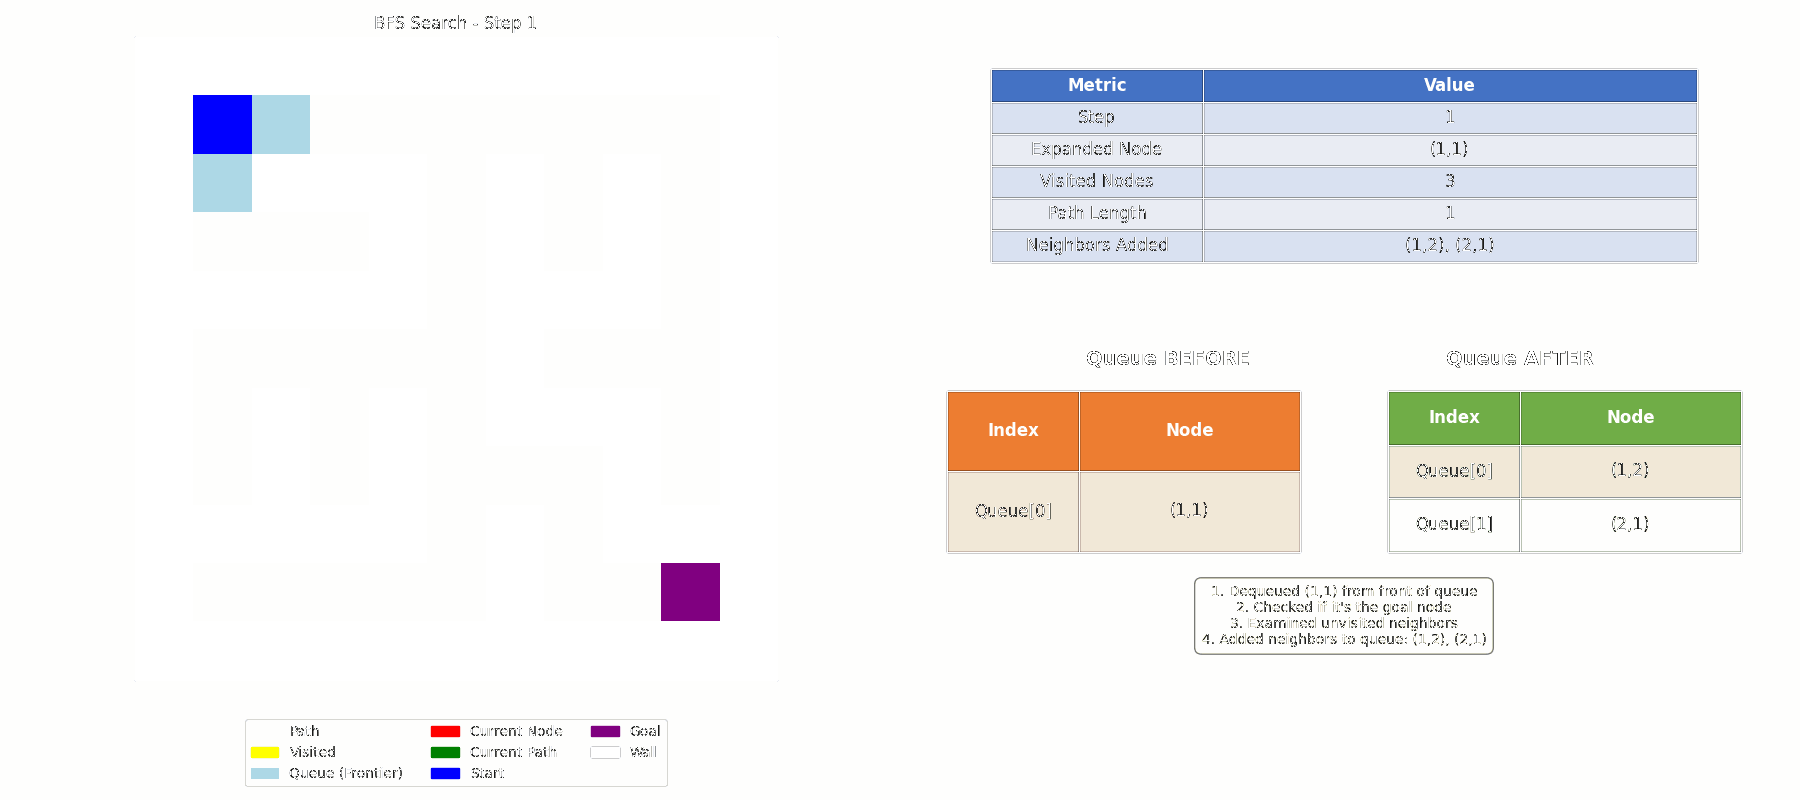 BFS Search - Step 1
Metric Value
Step 1
Expanded Node (1,1)
Visited Nodes 3
Path Length 1
Neighbors Added (1,2), (2,1)
Queue BEFORE
Index Node
Queue[0] (1,1)
Queue AFTER
Index Node
Queue[0] (1,2)
Queue[1] (2,1)
1. Dequeued (1,1) from front of queue
2. Checked if it's the goal node
3. Examined unvisited neighbors
4. Added neighbors to queue: (1,2), (2,1)
Path Current Node Goal
Visited Current Path Wall
Queue (Frontier) Start